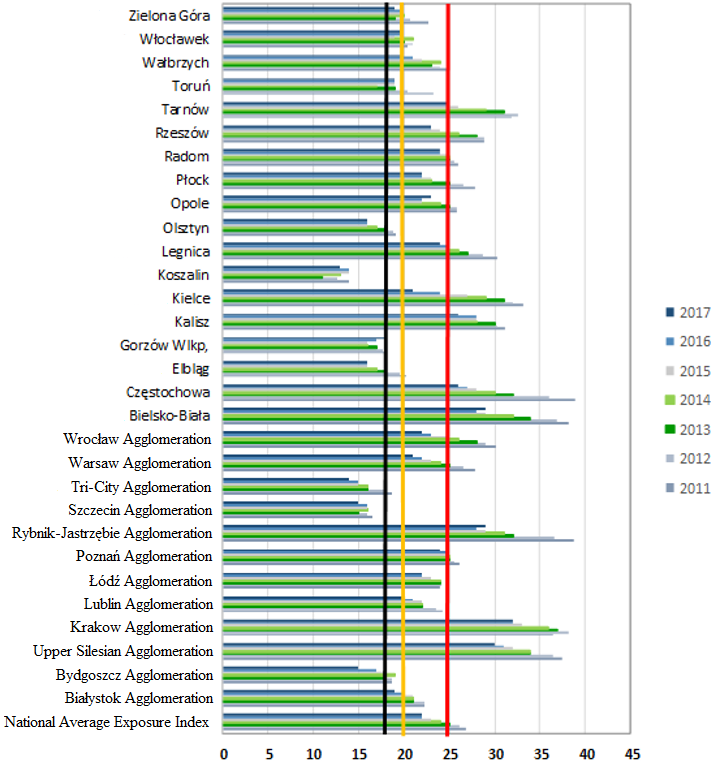 Zielona Góra
Włocławek
Wałbrzych
Toruń
Tarnów
Rzeszów
Radom
Płock
Opole
Olsztyn
Legnica
Koszalin
Kielce
Kalisz
Gorzów Wlkp,
Elbląg
Częstochowa
Bielsko-Biała
Wrocław Agglomeration
Warsaw Agglomeration
Tri-City Agglomeration
Szczecin Agglomeration
Rybnik-Jastrzębie Agglomeration
Poznań Agglomeration
Łódź Agglomeration
Lublin Agglomeration
Krakow Agglomeration
Upper Silesian Agglomeration
Bydgoszcz Agglomeration
Białystok Agglomeration
National Average Exposure Index
0 5 10 15 20 25 30 35 40 45
2017
2016
2015
2014
2013
2012
2011